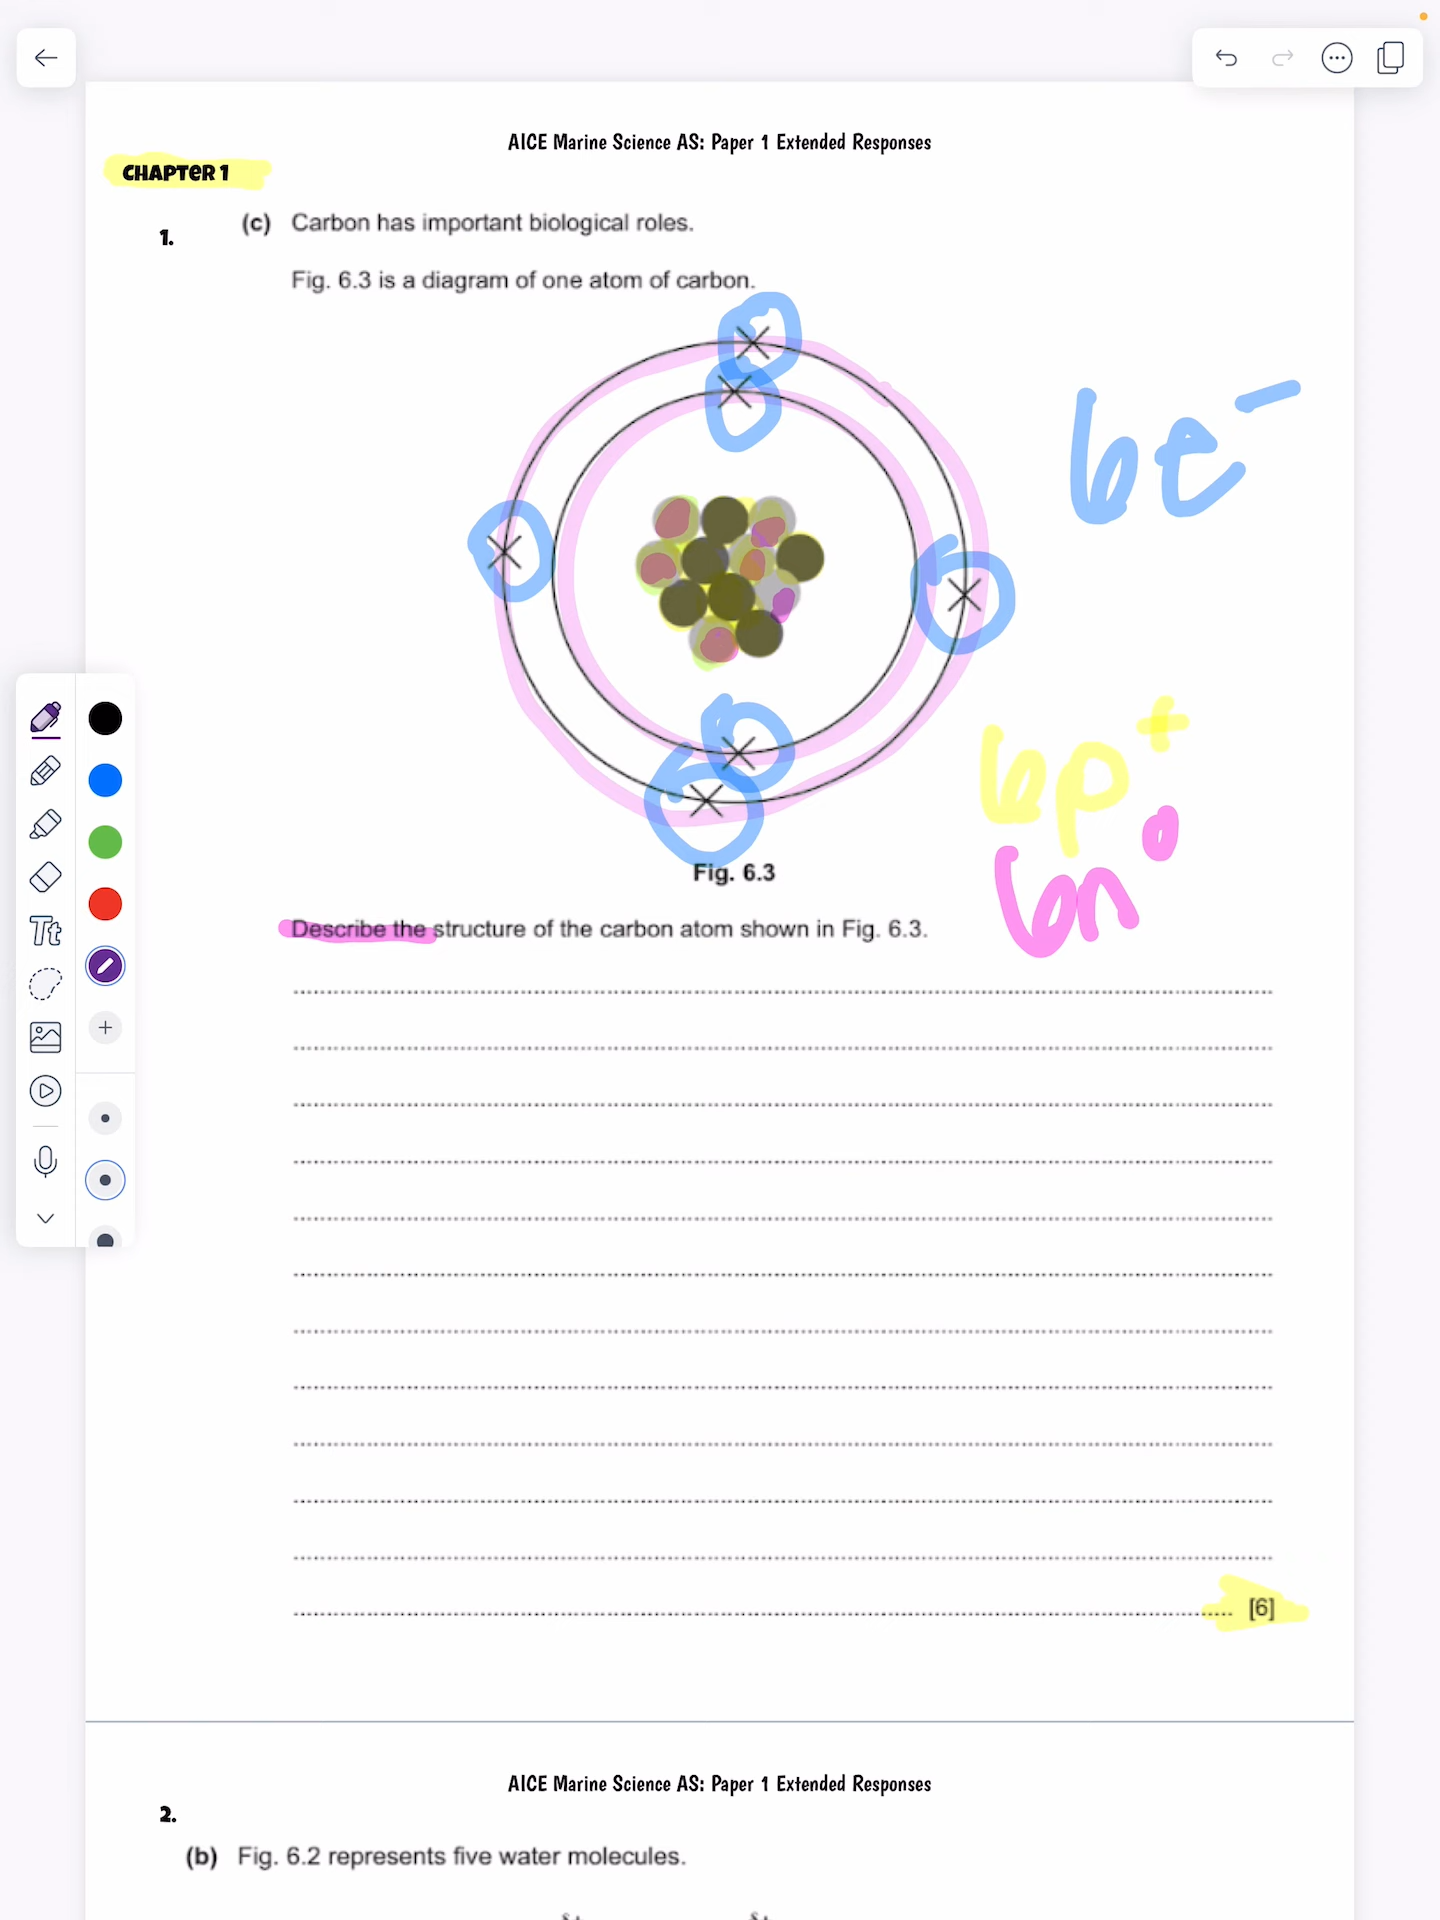 AICE Marine Science AS: Paper 1 Extended Responses
CHAPTER 1
1.
(c) Carbon has important biological roles.
Fig. 6.3 is a diagram of one atom of carbon.
6e⁻
6p⁺
6n⁰
Fig. 6.3
Describe the structure of the carbon atom shown in Fig. 6.3.
Tt
[6]
AICE Marine Science AS: Paper 1 Extended Responses
2.
(b) Fig. 6.2 represents five water molecules.